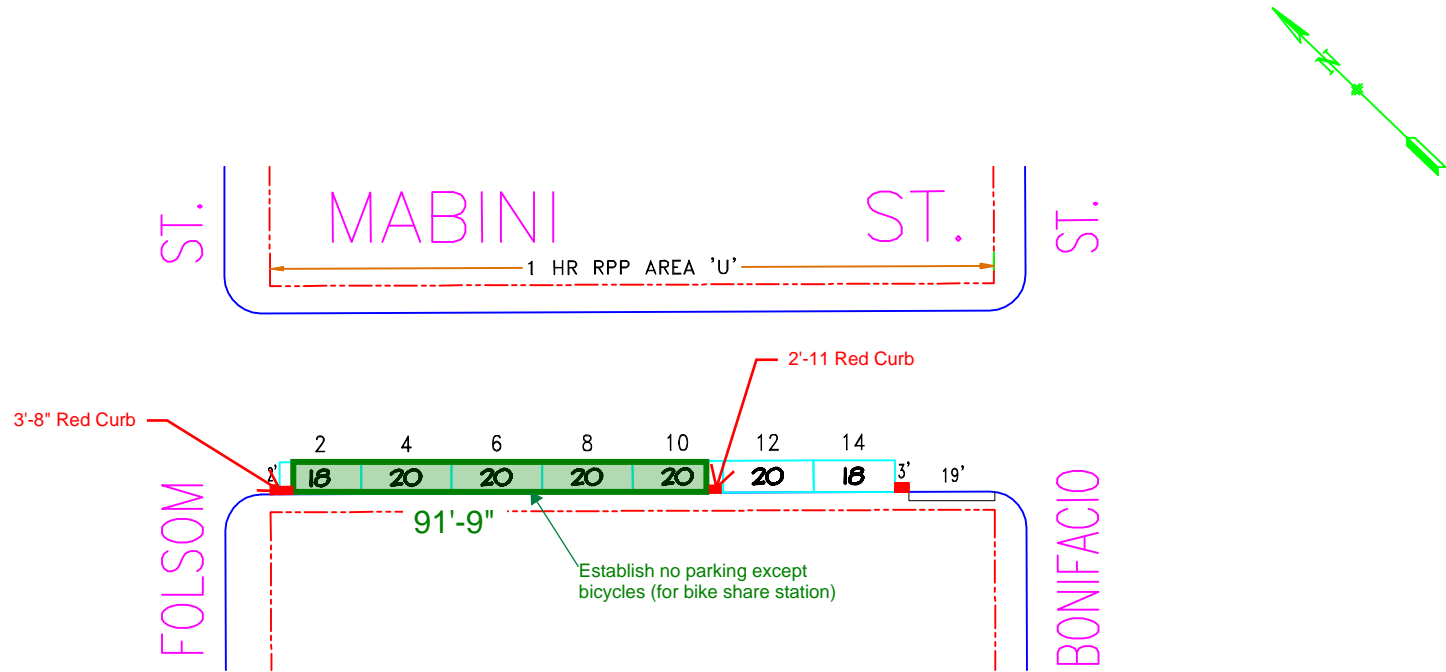 N
ST.
MABINI ST.
ST.
1 HR RPP AREA 'U'
2'-11 Red Curb
3'-8" Red Curb
2 4 6 8 10 12 14
2' 18 20 20 20 20 20 18 3' 19'
91'-9"
FOLSOM
BONIFACIO
Establish no parking except
bicycles (for bike share station)